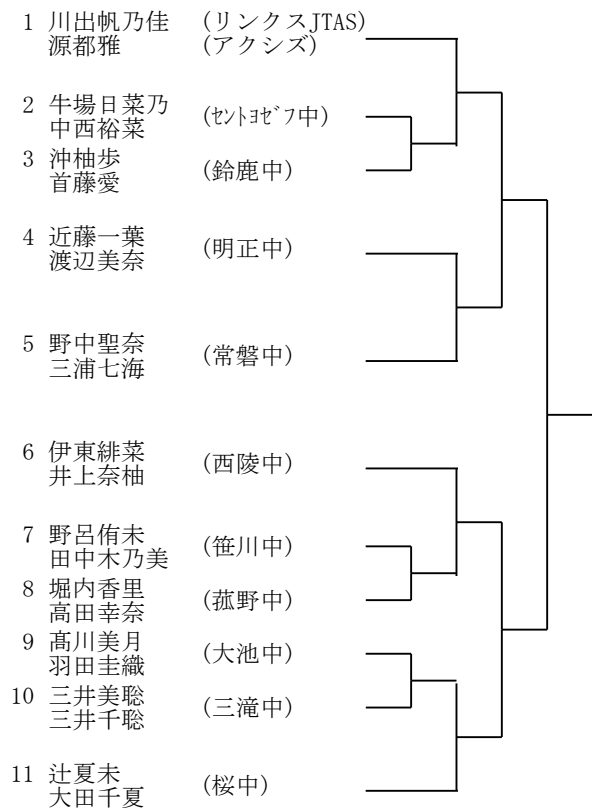 1 川出帆乃佳 (リンクスJTAS)
源都雅 (アクシズ)
2 牛場日菜乃 (セントヨゼフ中)
中西裕菜
3 沖柚歩 (鈴鹿中)
首藤愛
4 近藤一葉 (明正中)
渡辺美奈
5 野中聖奈 (常磐中)
三浦七海
6 伊東緋菜 (西陵中)
井上奈柚
7 野呂侑未 (笹川中)
田中木乃美
8 堀内香里 (菰野中)
高田幸奈
9 髙川美月 (大池中)
羽田圭織
10 三井美聡 (三滝中)
三井千聡
11 辻夏未 (桜中)
大田千夏